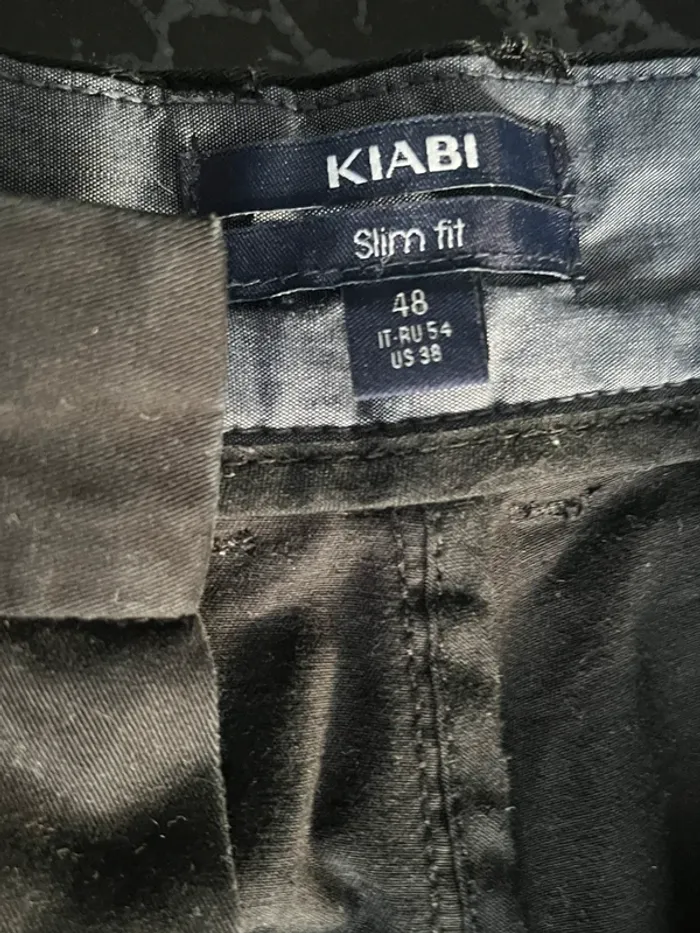 KIABI
Slim fit
48
IT-RU 54
US 38